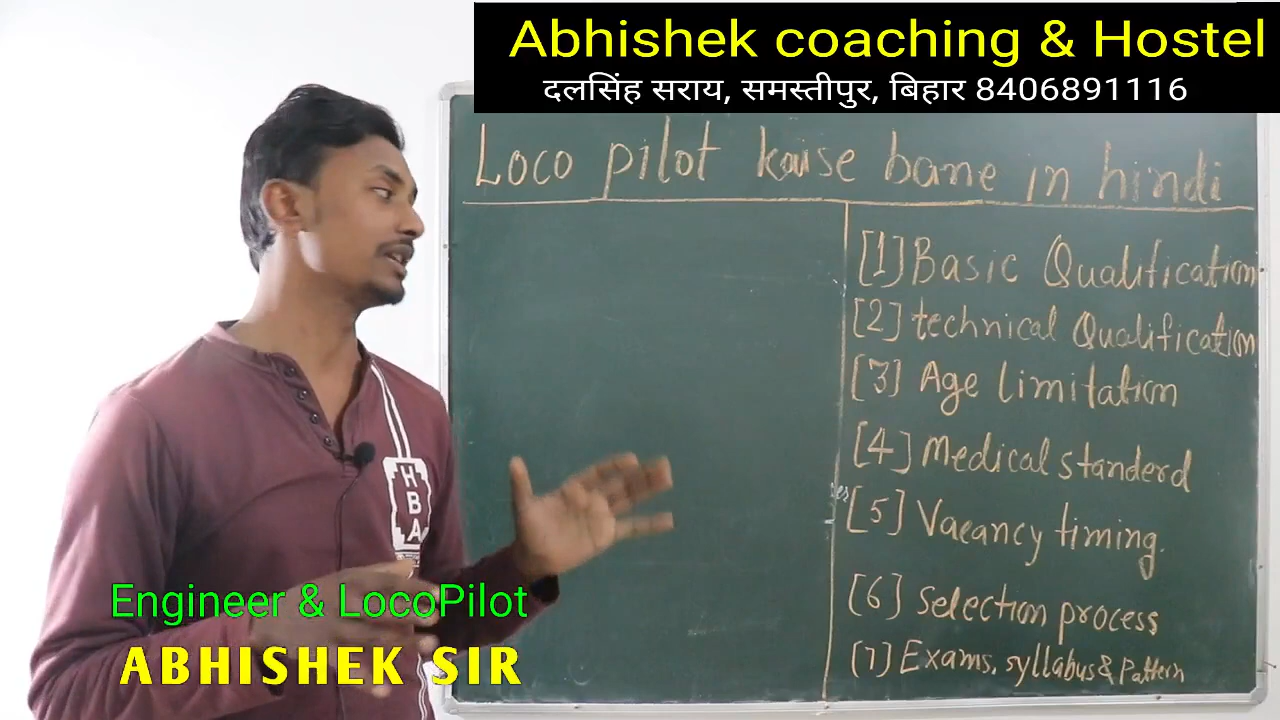 Abhishek coaching & Hostel
दलसिंह सराय, समस्तीपुर, बिहार 8406891116
Loco pilot kaise bane in hindi
[1] Basic Qualification
[2] technical Qualification
[3] Age limitation
[4] Medical standerd
[5] Vacancy timing.
[6] Selection process
[7] Exams, syllabus & Pattern
HBA
Engineer & LocoPilot
ABHISHEK SIR